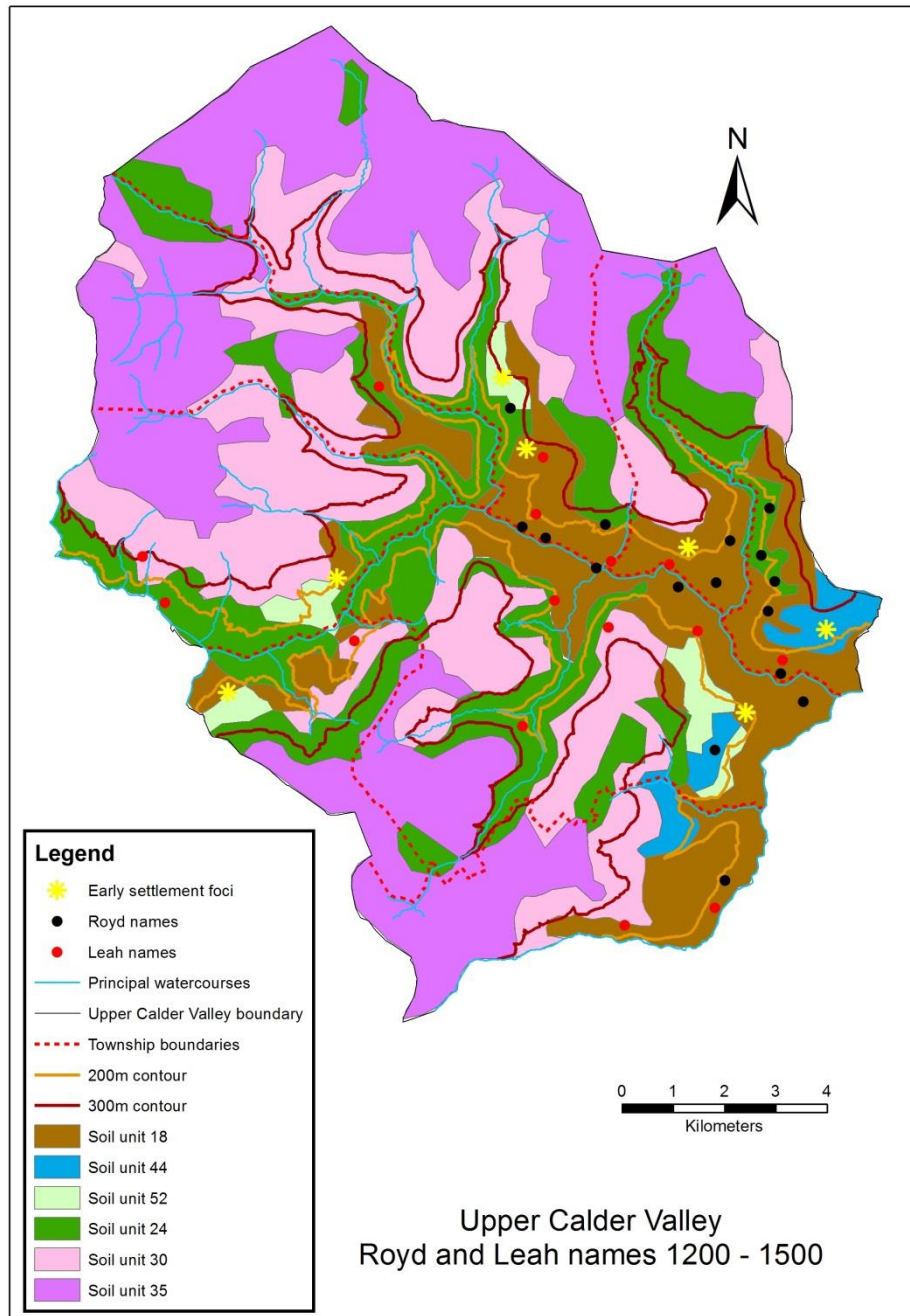 N
0 1 2 3 4
Kilometers
Legend
Early settlement foci
Royd names
Leah names
Principal watercourses
Upper Calder Valley boundary
Township boundaries
200m contour
300m contour
Soil unit 18
Soil unit 44
Soil unit 52
Soil unit 24
Soil unit 30
Soil unit 35
Upper Calder Valley
Royd and Leah names 1200 - 1500